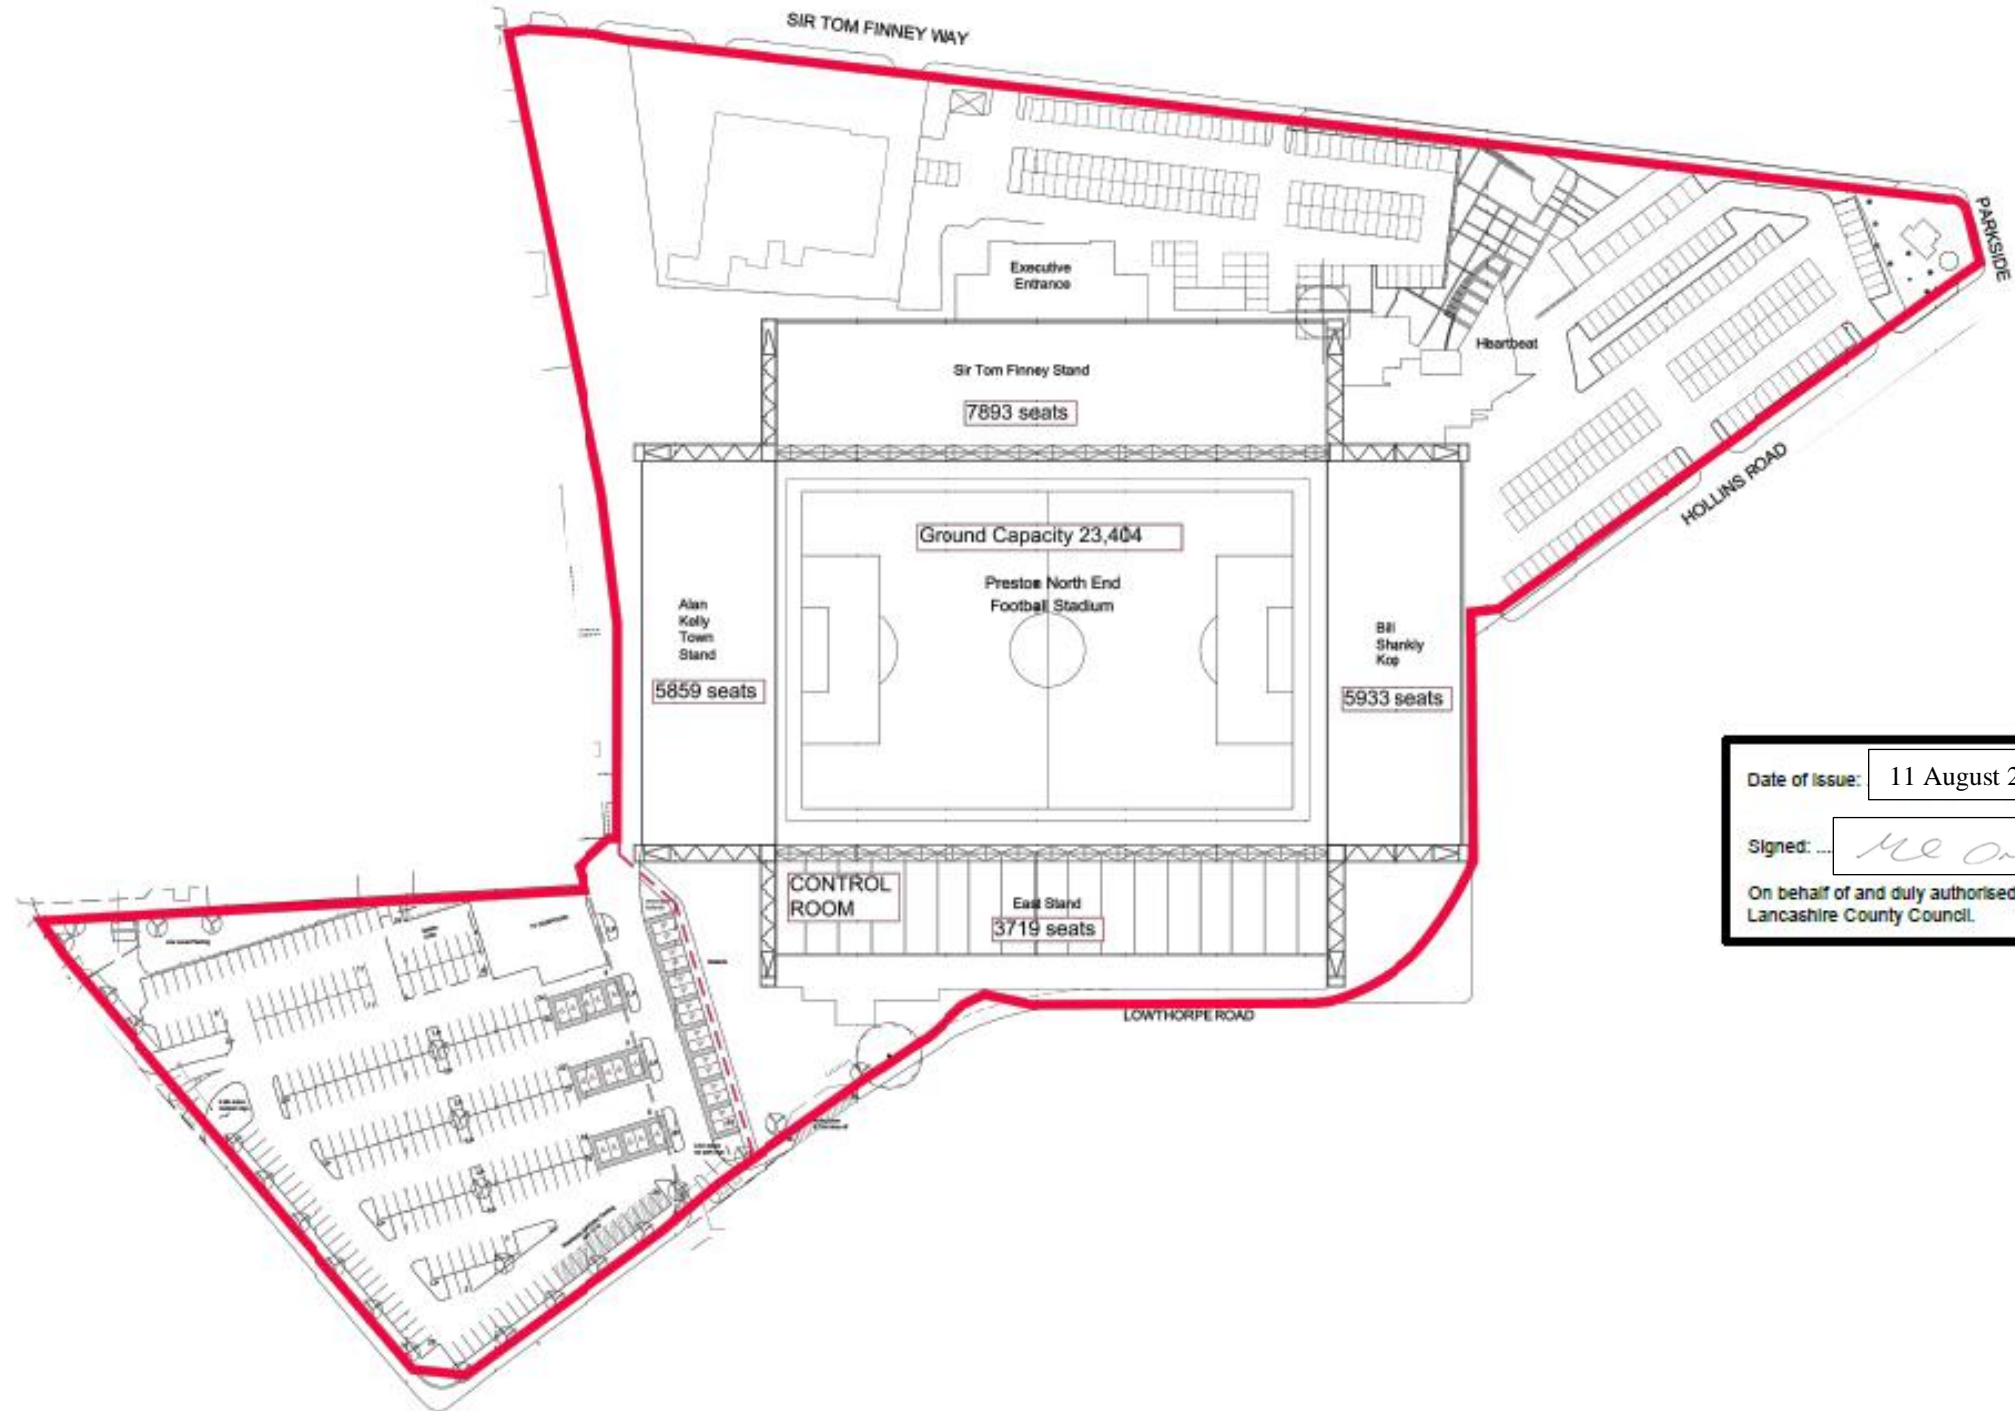 SIR TOM FINNEY WAY
PARKSIDE
Executive
Entrance
Heartbeat
Sir Tom Finney Stand
7893 seats
HOLLINS ROAD
Ground Capacity 23,404
Preston North End
Football Stadium
Alan
Kelly
Town
Stand
5859 seats
Bill
Shankly
Kop
5933 seats
Date of Issue: 11 August 2
Signed: ....
On behalf of and duly authorised
Lancashire County Council.
CONTROL
ROOM
East Stand
3719 seats
LOWTHORPE ROAD